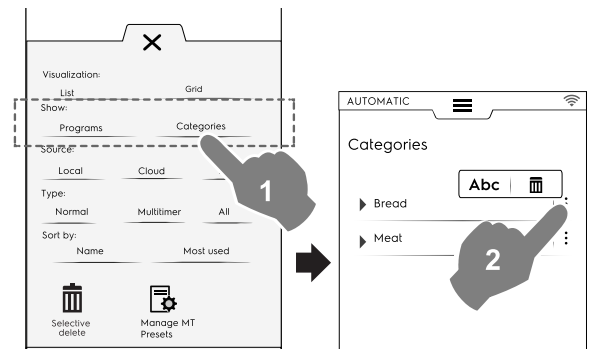 Visualization:
List Grid
Show:
Programs Categories
Source:
Local Cloud
Type:
Normal Multitimer All
Sort by:
Name Most used
Selective
delete
Manage MT
Presets
1
AUTOMATIC
Categories
Abc
Bread
Meat
2